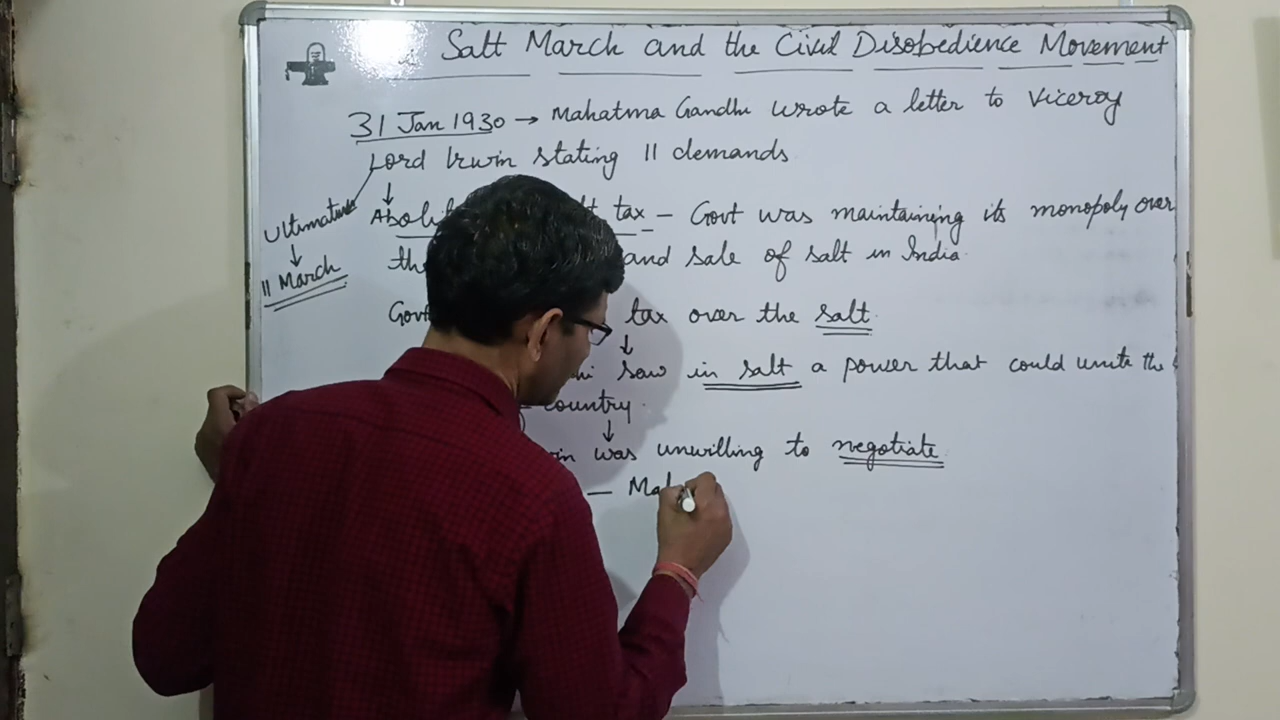 Salt March and the Civil Disobedience Movement
31 Jan 1930 → Mahatma Gandhi wrote a letter to Viceroy
Lord Irwin stating 11 demands
Ultimatum
↓
11 March
↓
tax – Govt was maintaining its monopoly over
the and sale of salt in India.
Govt tax over the salt.
↓
saw in salt a power that could unite the
country.
↓
was unwilling to negotiate.
—